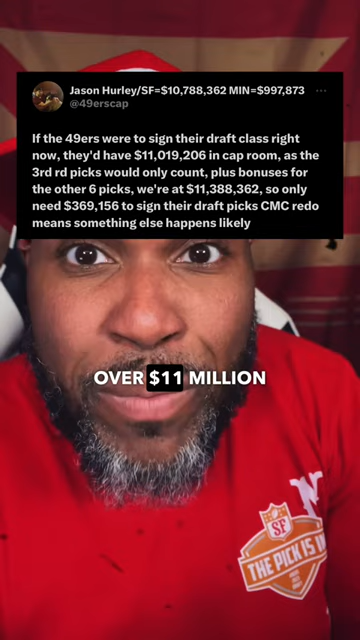 Jason Hurley/SF=$10,788,362 MIN=$997,873
@49erscap
If the 49ers were to sign their draft class right
now, they'd have $11,019,206 in cap room, as the
3rd rd picks would only count, plus bonuses for
the other 6 picks, we're at $11,388,362, so only
need $369,156 to sign their draft picks CMC redo
means something else happens likely
OVER $11 MILLION
NFL
SF
THE PICK IS IN